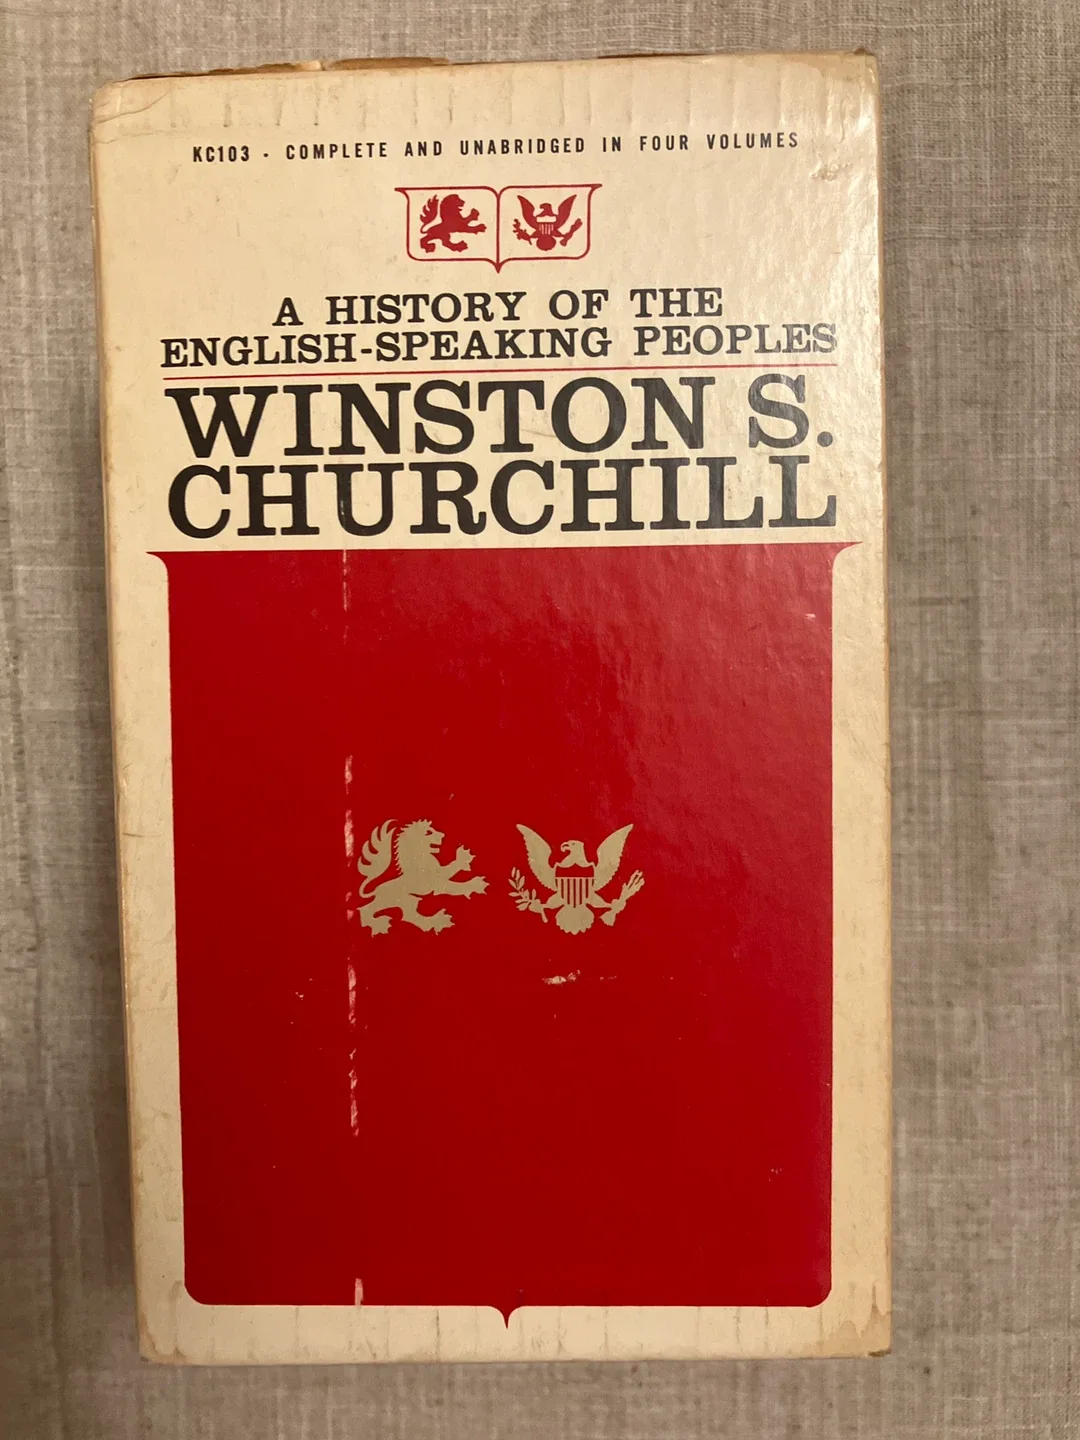 KC103 · COMPLETE AND UNABRIDGED IN FOUR VOLUMES
A HISTORY OF THE
ENGLISH-SPEAKING PEOPLES
WINSTON S.
CHURCHILL